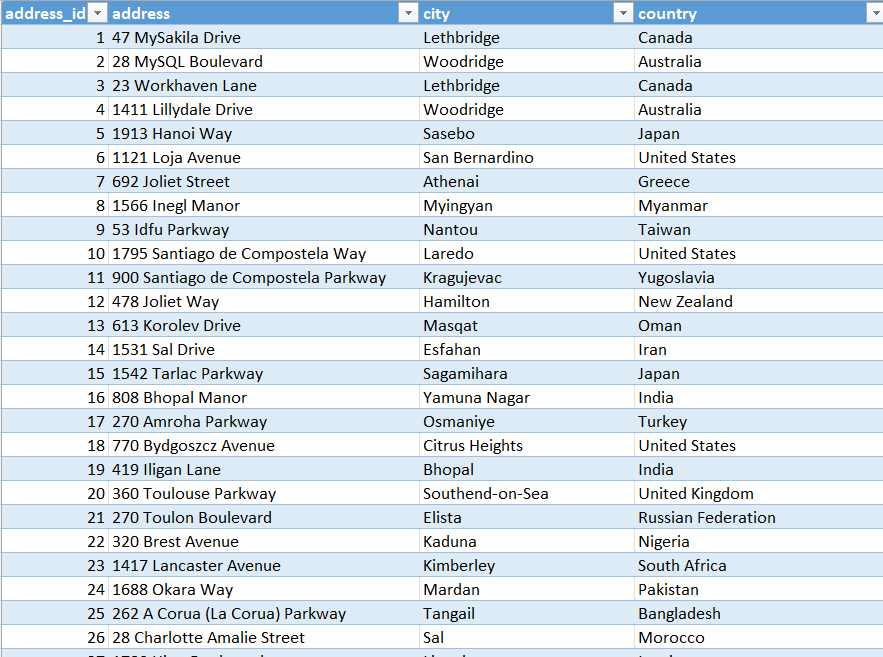 address_id address city country
1 47 MySakila Drive Lethbridge Canada
2 28 MySQL Boulevard Woodridge Australia
3 23 Workhaven Lane Lethbridge Canada
4 1411 Lillydale Drive Woodridge Australia
5 1913 Hanoi Way Sasebo Japan
6 1121 Loja Avenue San Bernardino United States
7 692 Joliet Street Athenai Greece
8 1566 Inegl Manor Myingyan Myanmar
9 53 Idfu Parkway Nantou Taiwan
10 1795 Santiago de Compostela Way Laredo United States
11 900 Santiago de Compostela Parkway Kragujevac Yugoslavia
12 478 Joliet Way Hamilton New Zealand
13 613 Korolev Drive Masqat Oman
14 1531 Sal Drive Esfahan Iran
15 1542 Tarlac Parkway Sagamihara Japan
16 808 Bhopal Manor Yamuna Nagar India
17 270 Amroha Parkway Osmaniye Turkey
18 770 Bydgoszcz Avenue Citrus Heights United States
19 419 Iligan Lane Bhopal India
20 360 Toulouse Parkway Southend-on-Sea United Kingdom
21 270 Toulon Boulevard Elista Russian Federation
22 320 Brest Avenue Kaduna Nigeria
23 1417 Lancaster Avenue Kimberley South Africa
24 1688 Okara Way Mardan Pakistan
25 262 A Corua (La Corua) Parkway Tangail Bangladesh
26 28 Charlotte Amalie Street Sal Morocco